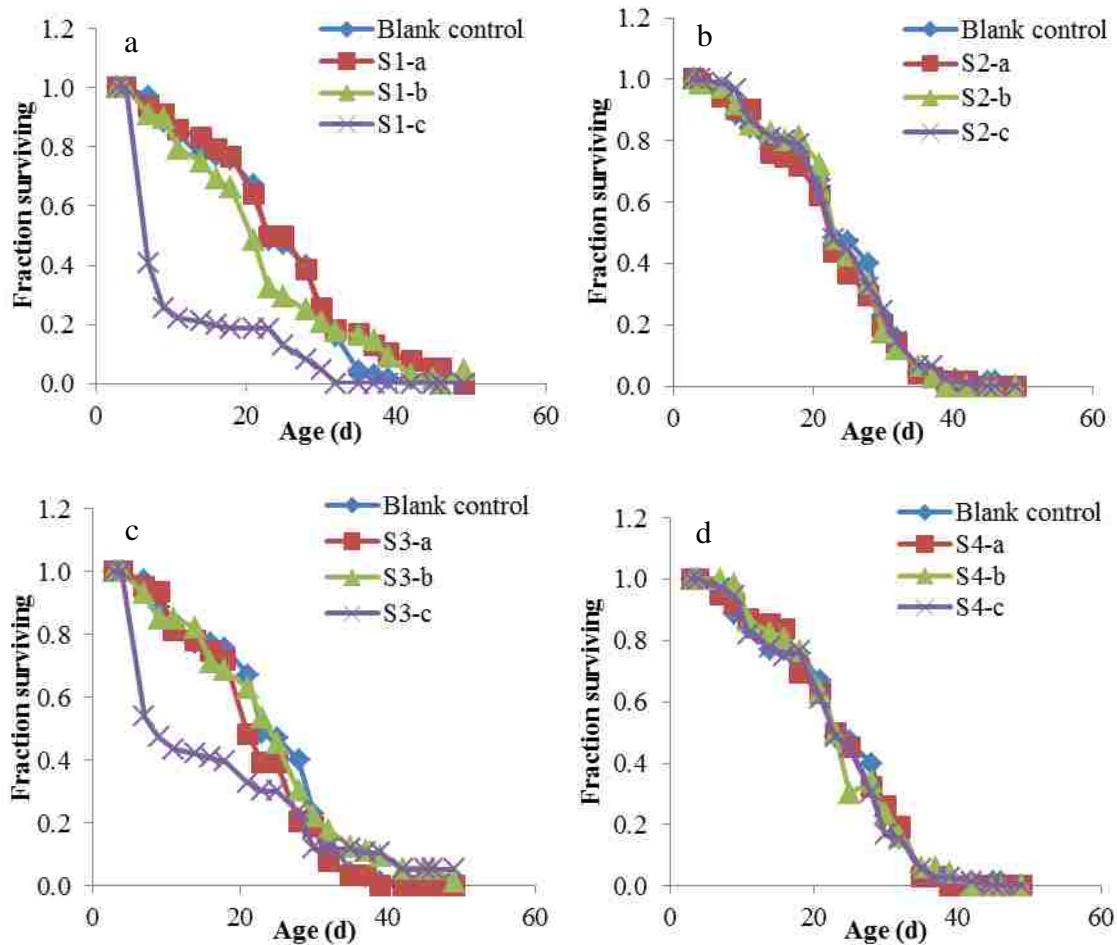 a
Blank control
S1-a
S1-b
S1-c
1.2
1.0
0.8
0.6
0.4
0.2
0.0
Fraction surviving
0
20
40
60
Age (d)
b
Blank control
S2-a
S2-b
S2-c
1.2
1.0
0.8
0.6
0.4
0.2
0.0
Fraction surviving
0
20
40
60
Age (d)
c
Blank control
S3-a
S3-b
S3-c
1.2
1.0
0.8
0.6
0.4
0.2
0.0
Fraction surviving
0
20
40
60
Age (d)
d
Blank control
S4-a
S4-b
S4-c
1.2
1.0
0.8
0.6
0.4
0.2
0.0
Fraction surviving
0
20
40
60
Age (d)